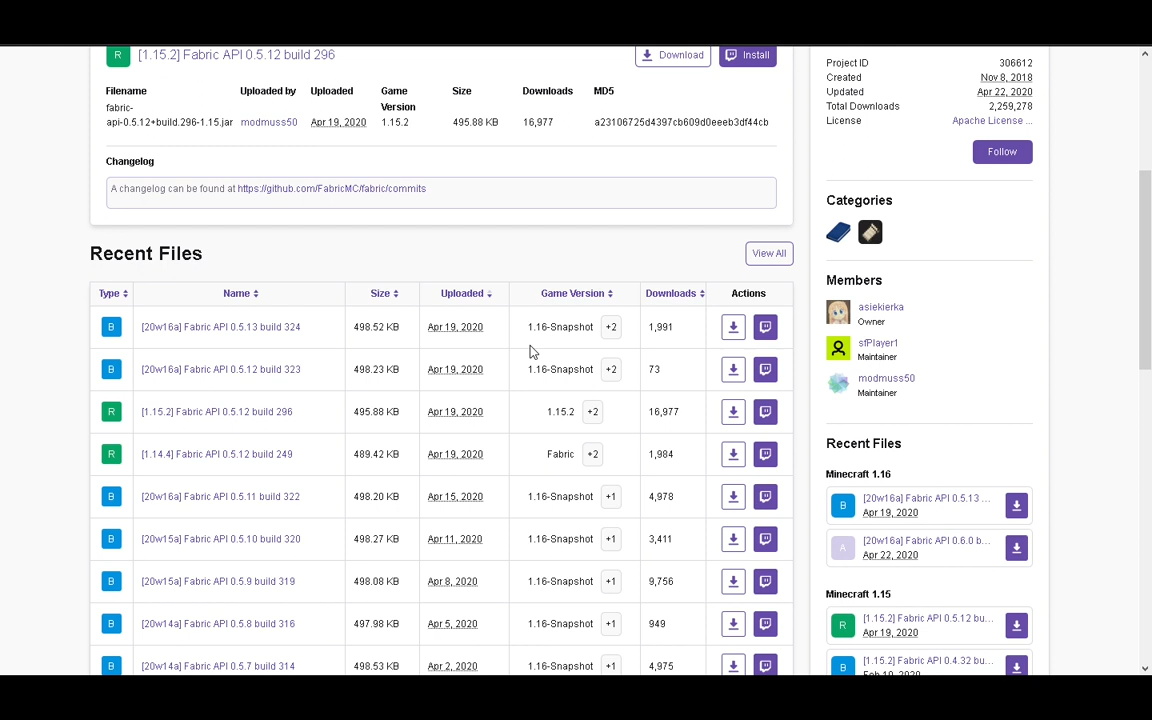 R [1.15.2] Fabric API 0.5.12 build 296 Download Install
Filename Uploaded by Uploaded Game Version Size Downloads MD5
fabric-
api-0.5.12+build.296-1.15.jar modmuss50 Apr 19, 2020 1.15.2 495.88 KB 16,977 a23106725d4397cb609d0eeeb3df44cb
Changelog
A changelog can be found at https://github.com/FabricMC/fabric/commits
Recent Files View All
Type Name Size Uploaded Game Version Downloads Actions
B [20w16a] Fabric API 0.5.13 build 324 498.52 KB Apr 19, 2020 1.16-Snapshot +2 1,991
B [20w16a] Fabric API 0.5.12 build 323 498.23 KB Apr 19, 2020 1.16-Snapshot +2 73
R [1.15.2] Fabric API 0.5.12 build 296 495.88 KB Apr 19, 2020 1.15.2 +2 16,977
R [1.14.4] Fabric API 0.5.12 build 249 489.42 KB Apr 19, 2020 Fabric +2 1,984
B [20w16a] Fabric API 0.5.11 build 322 498.20 KB Apr 15, 2020 1.16-Snapshot +1 4,978
B [20w15a] Fabric API 0.5.10 build 320 498.27 KB Apr 11, 2020 1.16-Snapshot +1 3,411
B [20w15a] Fabric API 0.5.9 build 319 498.08 KB Apr 8, 2020 1.16-Snapshot +1 9,756
B [20w14a] Fabric API 0.5.8 build 316 497.98 KB Apr 5, 2020 1.16-Snapshot +1 949
B [20w14a] Fabric API 0.5.7 build 314 498.53 KB Apr 2, 2020 1.16-Snapshot +1 4,975
Project ID 306612
Created Nov 8, 2018
Updated Apr 22, 2020
Total Downloads 2,259,278
License Apache License ...
Follow
Categories
Members
asiekierka
Owner
sfPlayer1
Maintainer
modmuss50
Maintainer
Recent Files
Minecraft 1.16
B [20w16a] Fabric API 0.5.13 ...
Apr 19, 2020
A [20w16a] Fabric API 0.6.0 b...
Apr 22, 2020
Minecraft 1.15
R [1.15.2] Fabric API 0.5.12 bu...
Apr 19, 2020
B [1.15.2] Fabric API 0.4.32 bu...